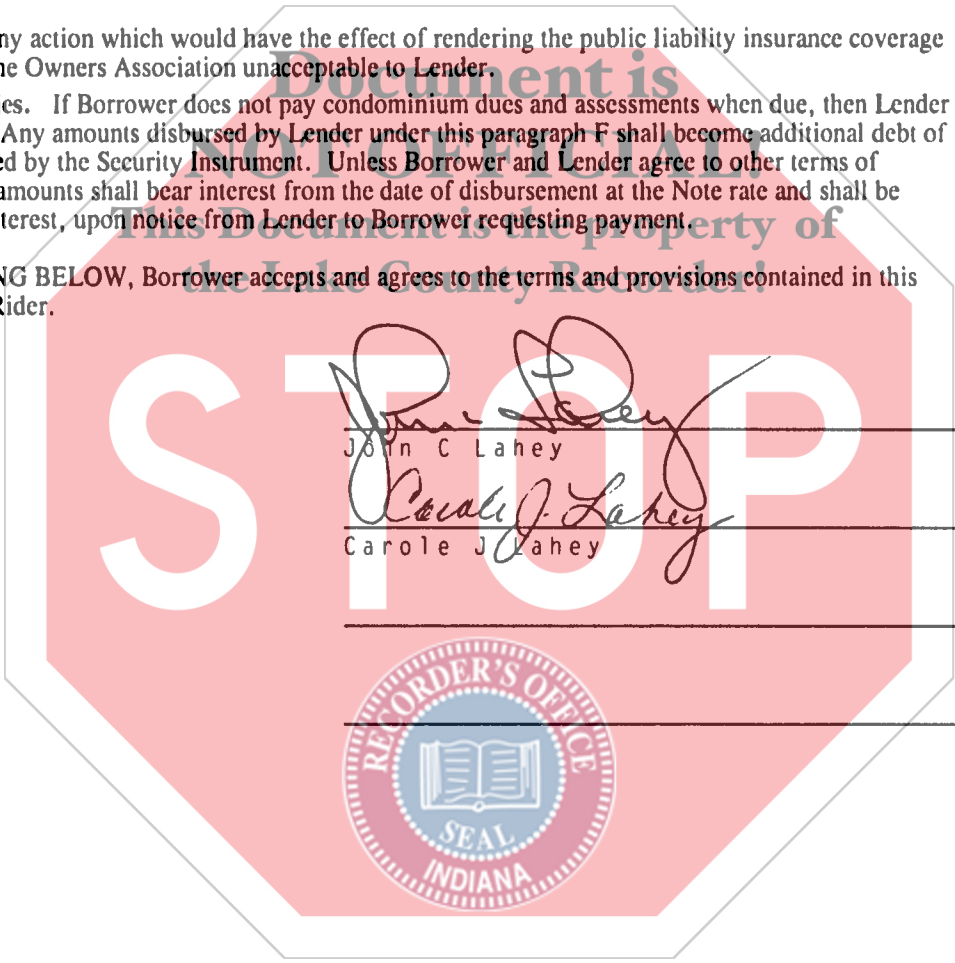 ny action which would have the effect of rendering the public liability insurance coverage
ne Owners Association unacceptable to Lender.
Document is
es. If Borrower does not pay condominium dues and assessments when due, then Lender
Any amounts disbursed by Lender under this paragraph F shall become additional debt of
NOT OFFICIAL!
ed by the Security Instrument. Unless Borrower and Lender agree to other terms of
amounts shall bear interest from the date of disbursement at the Note rate and shall be
terest, upon notice from Lender to Borrower requesting payment.
This Document is the property of
the Lake County Recorder!
NG BELOW, Borrower accepts and agrees to the terms and provisions contained in this
Rider.
STOP
John C Lahey
Carole J. Lahey
Carole J Lahey
RECORDER'S OFFICE
SEAL
INDIANA